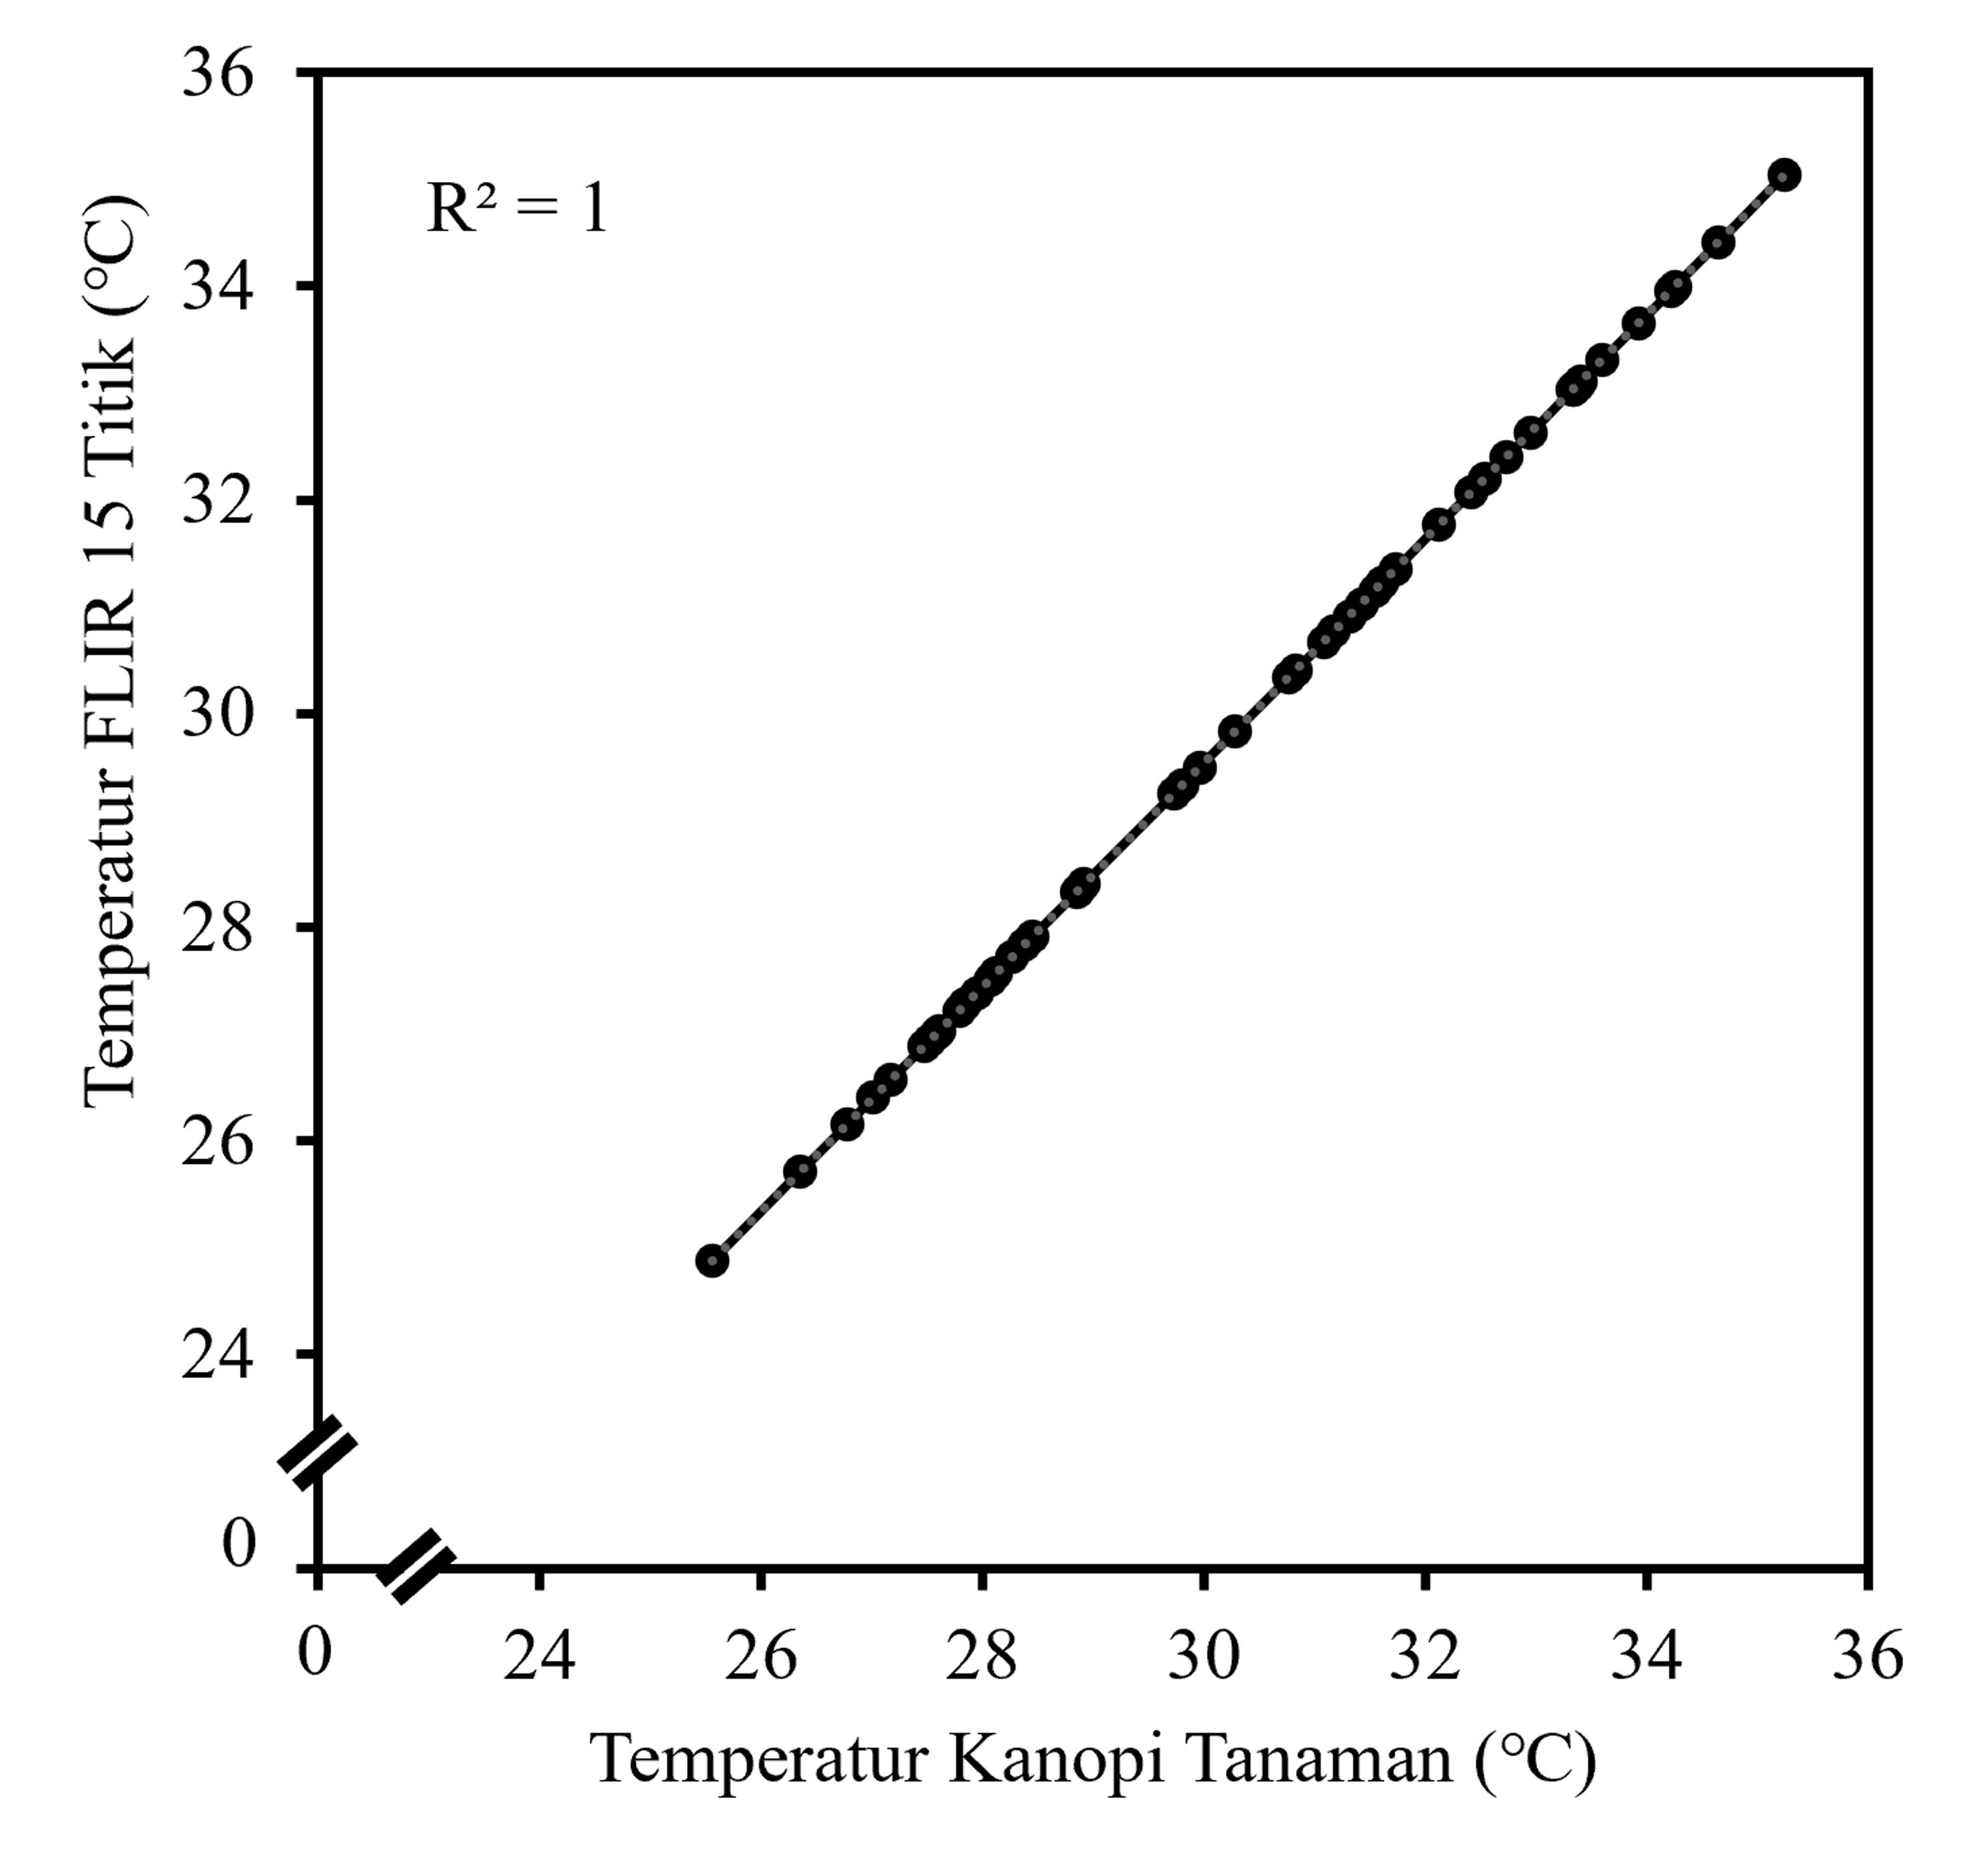 R² = 1
Temperatur FLIR 15 Titik (°C)
36
34
32
30
28
26
24
0
0 24 26 28 30 32 34 36
Temperatur Kanopi Tanaman (°C)